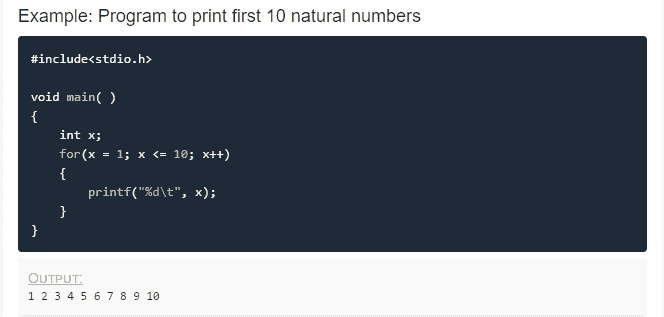 Example: Program to print first 10 natural numbers
#include<stdio.h>
void main( )
{
    int x;
    for(x = 1; x <= 10; x++)
    {
        printf("%d\t", x);
    }
}
OUTPUT:
1 2 3 4 5 6 7 8 9 10